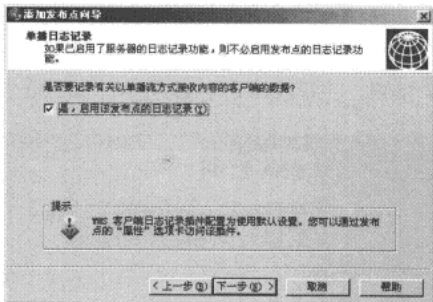 添加发布点向导
单播日志记录
如果已启用了服务器的日志记录功能，则不必启用发布点的日志记录功
能。
是否要记录有关以单播流方式接收内容的客户端的数据?
是，启用该发布点的日志记录(I)
提示
WMS 客户端日志记录插件配置为使用默认设置。您可以通过发布
点的“属性”选项卡访问该插件。
<上一步(B)
下一步(N)>
取消
帮助